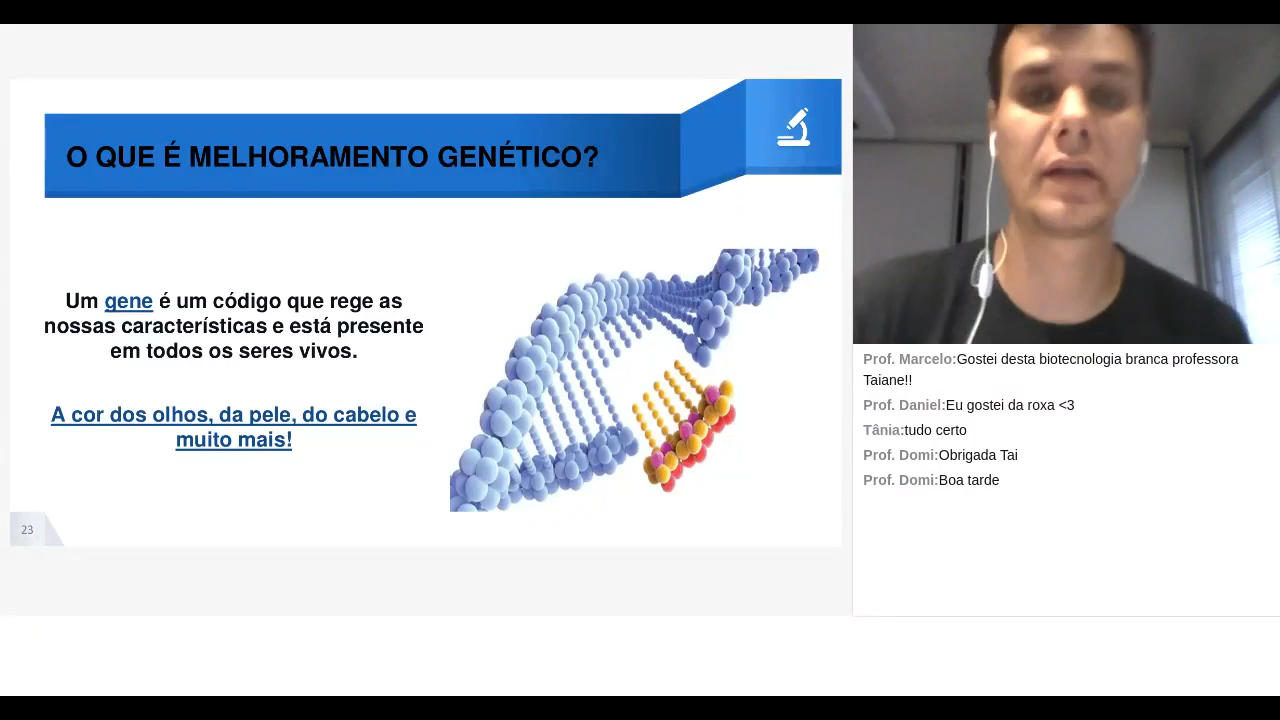 O QUE É MELHORAMENTO GENÉTICO?
Um gene é um código que rege as
nossas características e está presente
em todos os seres vivos.
A cor dos olhos, da pele, do cabelo e
muito mais!
23
Prof. Marcelo:Gostei desta biotecnologia branca professora
Taiane!!
Prof. Daniel:Eu gostei da roxa <3
Tânia:tudo certo
Prof. Domi:Obrigada Tai
Prof. Domi:Boa tarde